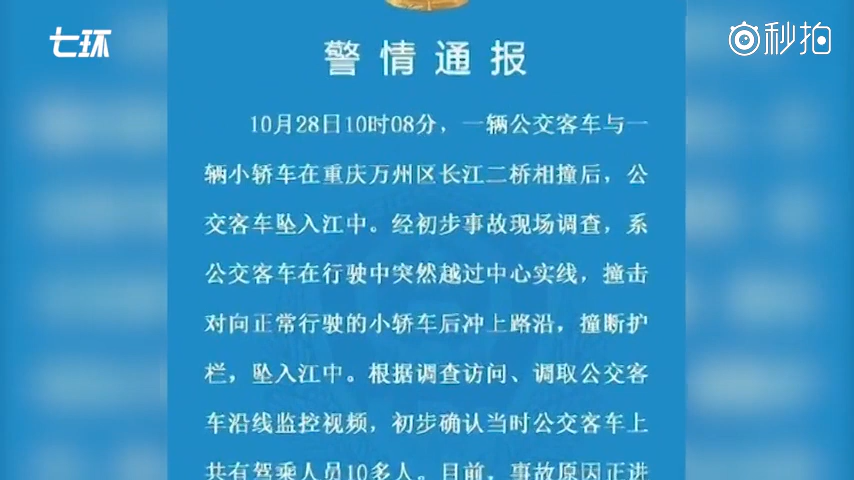 七环
秒拍
警情通报
10月28日10时08分，一辆公交客车与一
辆小轿车在重庆万州区长江二桥相撞后，公
交客车坠入江中。经初步事故现场调查，系
公交客车在行驶中突然越过中心实线，撞击
对向正常行驶的小轿车后冲上路沿，撞断护
栏，坠入江中。根据调查访问、调取公交客
车沿线监控视频，初步确认当时公交客车上
共有驾乘人员10多人。目前，事故原因正进